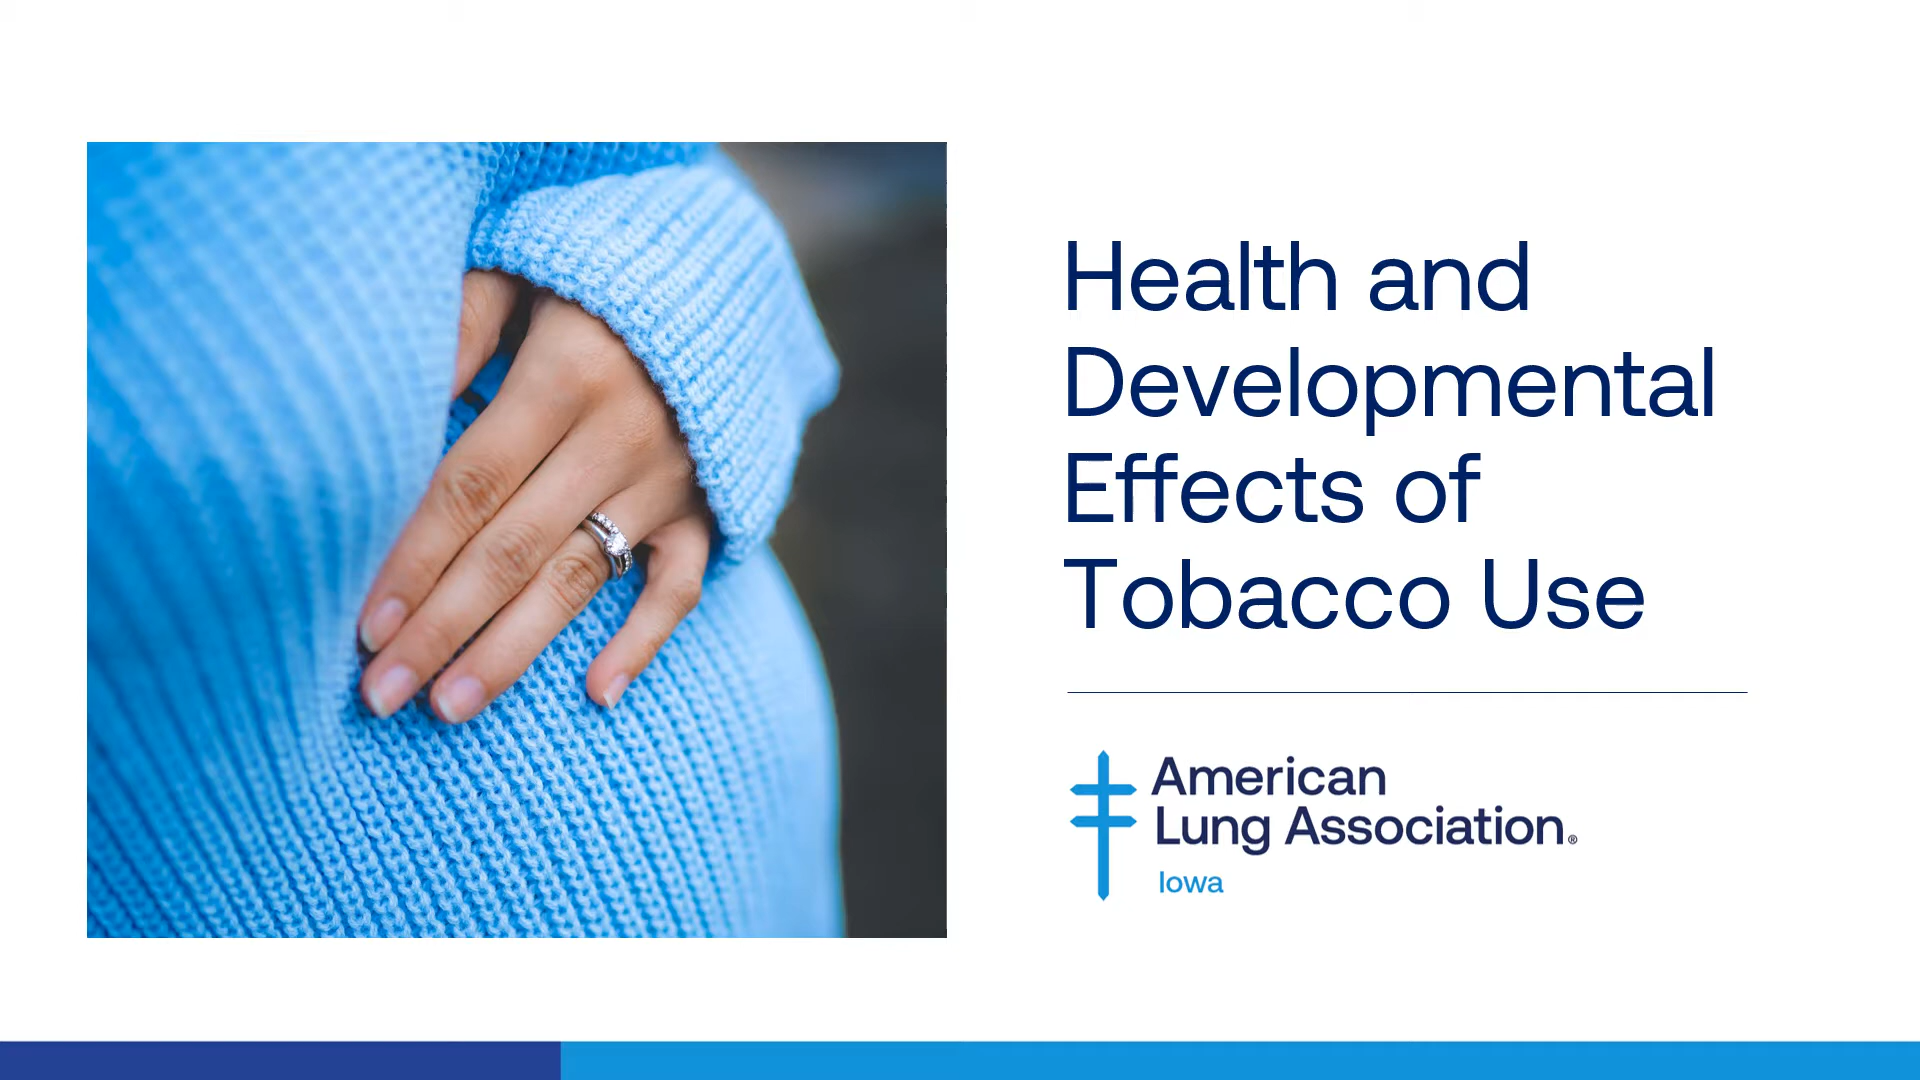 Health and
Developmental
Effects of
Tobacco Use
American
Lung Association®
Iowa